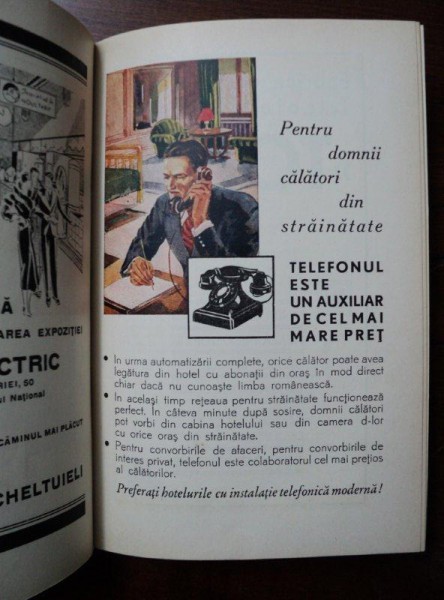 Ă
AREA EXPOZIȚIEI
CTRIC
RIEI, 50
ul Național
CĂMINUL MAI PLĂCUT
CHELTUIELI
Pentru
domnii
călători
din
străinătate
TELEFONUL
ESTE
UN AUXILIAR
DE CEL MAI
MARE PREȚ
• In urma automatizării complete, orice călător poate avea
legătura din hotel cu abonații din oraș în mod direct
chiar dacă nu cunoaște limba românească.
• In același timp rețeaua pentru străinătate funcționează
perfect. In câteva minute după sosire, domnii călători
pot vorbi din cabina hotelului sau din camera d-lor
cu orice oraș din străinătate.
• Pentru convorbirile de afaceri, pentru convorbirile de
interes privat, telefonul este colaboratorul cel mai prețios
al călătorilor.
Preferați hotelurile cu instalație telefonică modernă!